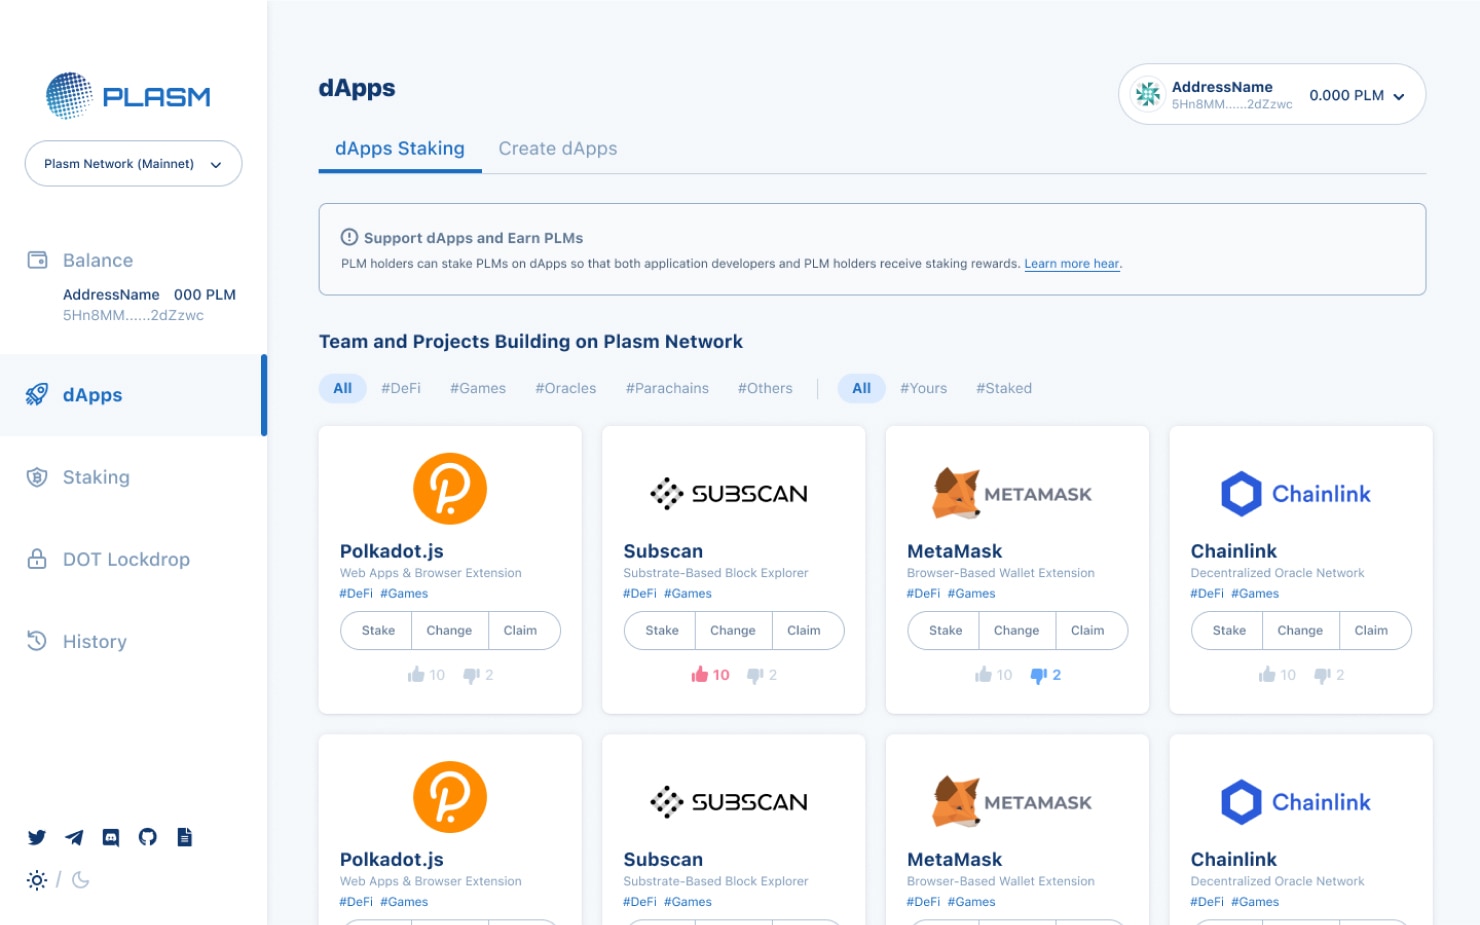 PLASM
Plasm Network (Mainnet)
Balance
AddressName 000 PLM
5Hn8MM......2dZzwc
dApps
Staking
DOT Lockdrop
History
/
dApps
AddressName
5Hn8MM......2dZzwc
0.000 PLM
dApps Staking Create dApps
Support dApps and Earn PLMs
PLM holders can stake PLMs on dApps so that both application developers and PLM holders receive staking rewards. Learn more hear.
Team and Projects Building on Plasm Network
All #DeFi #Games #Oracles #Parachains #Others All #Yours #Staked
Polkadot.js
Web Apps & Browser Extension
#DeFi #Games
Stake Change Claim
10 2
SUBSCAN
Subscan
Substrate-Based Block Explorer
#DeFi #Games
Stake Change Claim
10 2
METAMASK
MetaMask
Browser-Based Wallet Extension
#DeFi #Games
Stake Change Claim
10 2
Chainlink
Chainlink
Decentralized Oracle Network
#DeFi #Games
Stake Change Claim
10 2
Polkadot.js
Web Apps & Browser Extension
#DeFi #Games
SUBSCAN
Subscan
Substrate-Based Block Explorer
#DeFi #Games
METAMASK
MetaMask
Browser-Based Wallet Extension
#DeFi #Games
Chainlink
Chainlink
Decentralized Oracle Network
#DeFi #Games